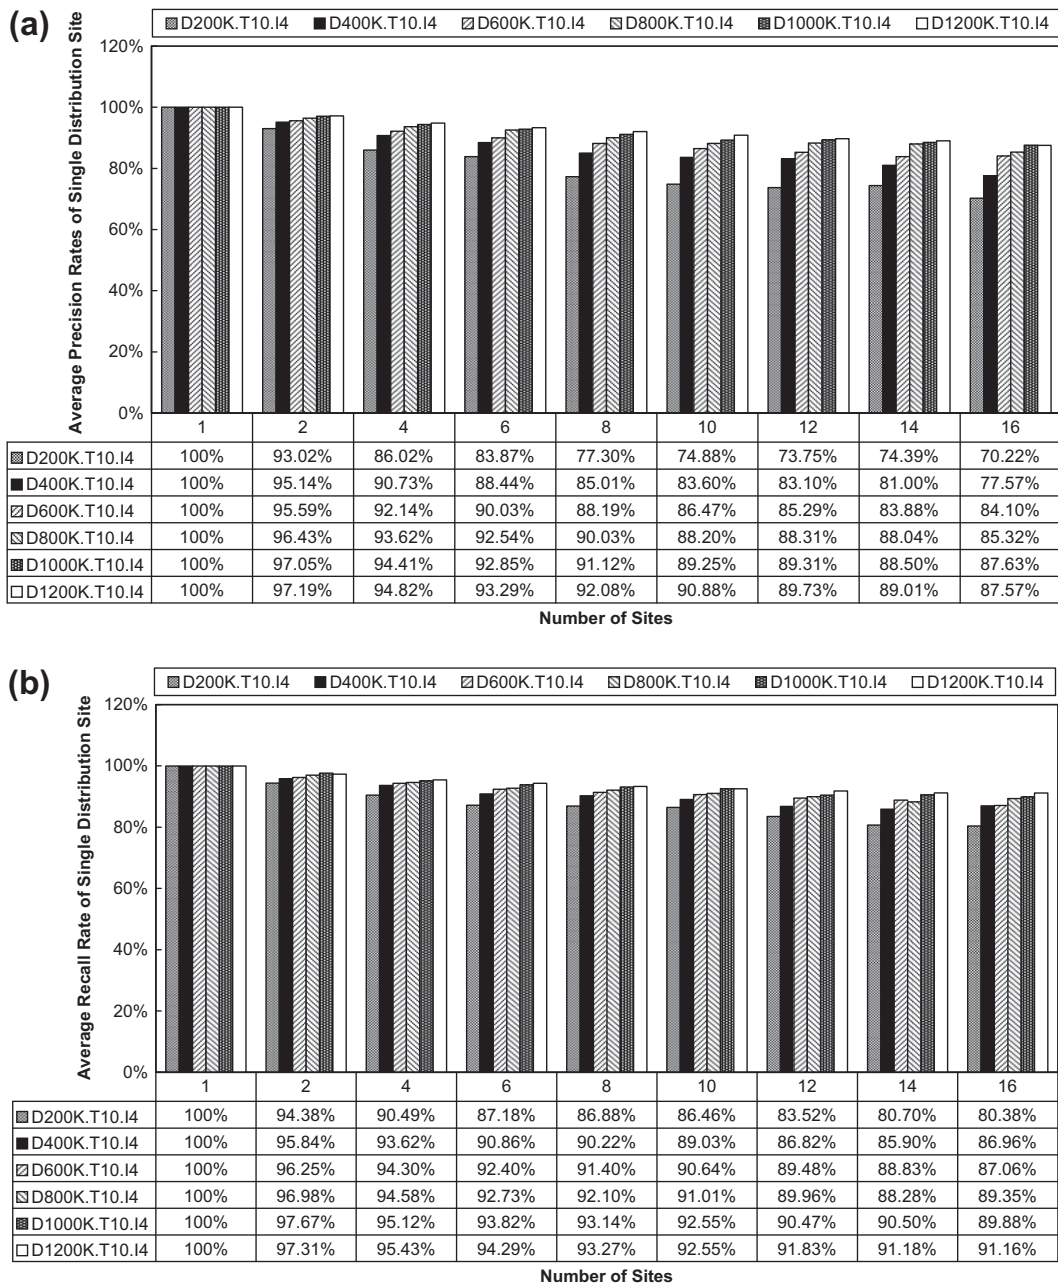 (a)
D200K.T10.I4 D400K.T10.I4 D600K.T10.I4 D800K.T10.I4 D1000K.T10.I4 D1200K.T10.I4
Average Precision Rates of Single Distribution Site
120%
100%
80%
60%
40%
20%
0%
1 2 4 6 8 10 12 14 16
D200K.T10.I4 100% 93.02% 86.02% 83.87% 77.30% 74.88% 73.75% 74.39% 70.22%
D400K.T10.I4 100% 95.14% 90.73% 88.44% 85.01% 83.60% 83.10% 81.00% 77.57%
D600K.T10.I4 100% 95.59% 92.14% 90.03% 88.19% 86.47% 85.29% 83.88% 84.10%
D800K.T10.I4 100% 96.43% 93.62% 92.54% 90.03% 88.20% 88.31% 88.04% 85.32%
D1000K.T10.I4 100% 97.05% 94.41% 92.85% 91.12% 89.25% 89.31% 88.50% 87.63%
D1200K.T10.I4 100% 97.19% 94.82% 93.29% 92.08% 90.88% 89.73% 89.01% 87.57%
Number of Sites
(b)
D200K.T10.I4 D400K.T10.I4 D600K.T10.I4 D800K.T10.I4 D1000K.T10.I4 D1200K.T10.I4
Average Recall Rate of Single Distribution Site
120%
100%
80%
60%
40%
20%
0%
1 2 4 6 8 10 12 14 16
D200K.T10.I4 100% 94.38% 90.49% 87.18% 86.88% 86.46% 83.52% 80.70% 80.38%
D400K.T10.I4 100% 95.84% 93.62% 90.86% 90.22% 89.03% 86.82% 85.90% 86.96%
D600K.T10.I4 100% 96.25% 94.30% 92.40% 91.40% 90.64% 89.48% 88.83% 87.06%
D800K.T10.I4 100% 96.98% 94.58% 92.73% 92.10% 91.01% 89.96% 88.28% 89.35%
D1000K.T10.I4 100% 97.67% 95.12% 93.82% 93.14% 92.55% 90.47% 90.50% 89.88%
D1200K.T10.I4 100% 97.31% 95.43% 94.29% 93.27% 92.55% 91.83% 91.18% 91.16%
Number of Sites